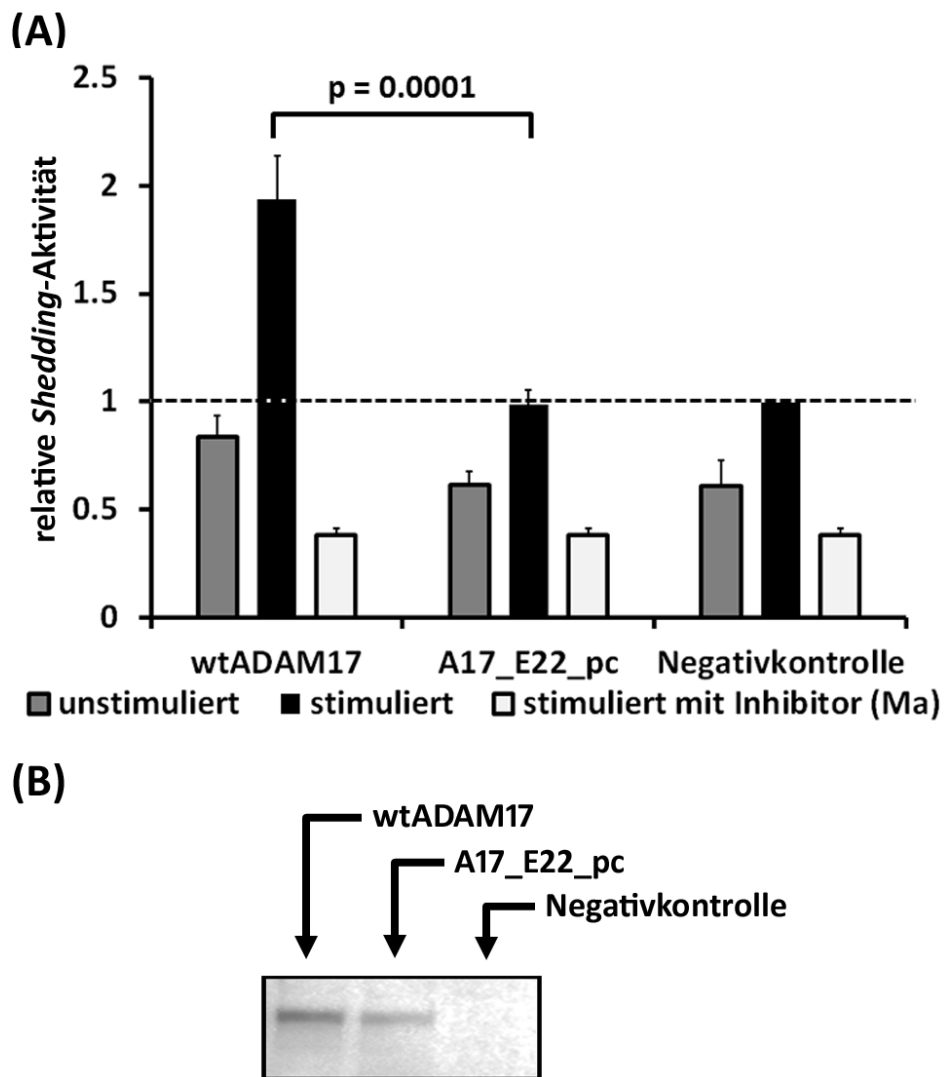 (A)
2.5
p = 0.0001
2
1.5
1
0.5
0
relative Shedding-Aktivität
wtADAM17 A17_E22_pc Negativkontrolle
unstimuliert stimuliert stimuliert mit Inhibitor (Ma)
(B)
wtADAM17
A17_E22_pc
Negativkontrolle